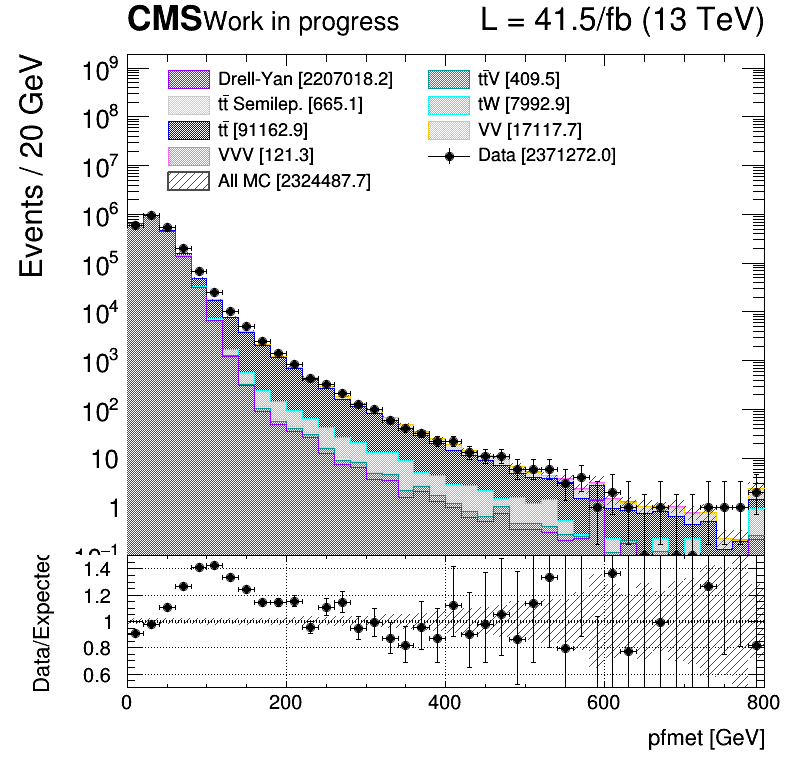 CMS Work in progress L = 41.5/fb (13 TeV)
Events / 20 GeV
Drell-Yan [2207018.2]
tt̄ Semilep. [665.1]
tt̄ [91162.9]
VVV [121.3]
All MC [2324487.7]
tt̄V [409.5]
tW [7992.9]
VV [17117.7]
Data [2371272.0]
10⁹
10⁸
10⁷
10⁶
10⁵
10⁴
10³
10²
10
1
10⁻¹
Data/Expected
1.4
1.2
1
0.8
0.6
0 200 400 600 800
pfmet [GeV]